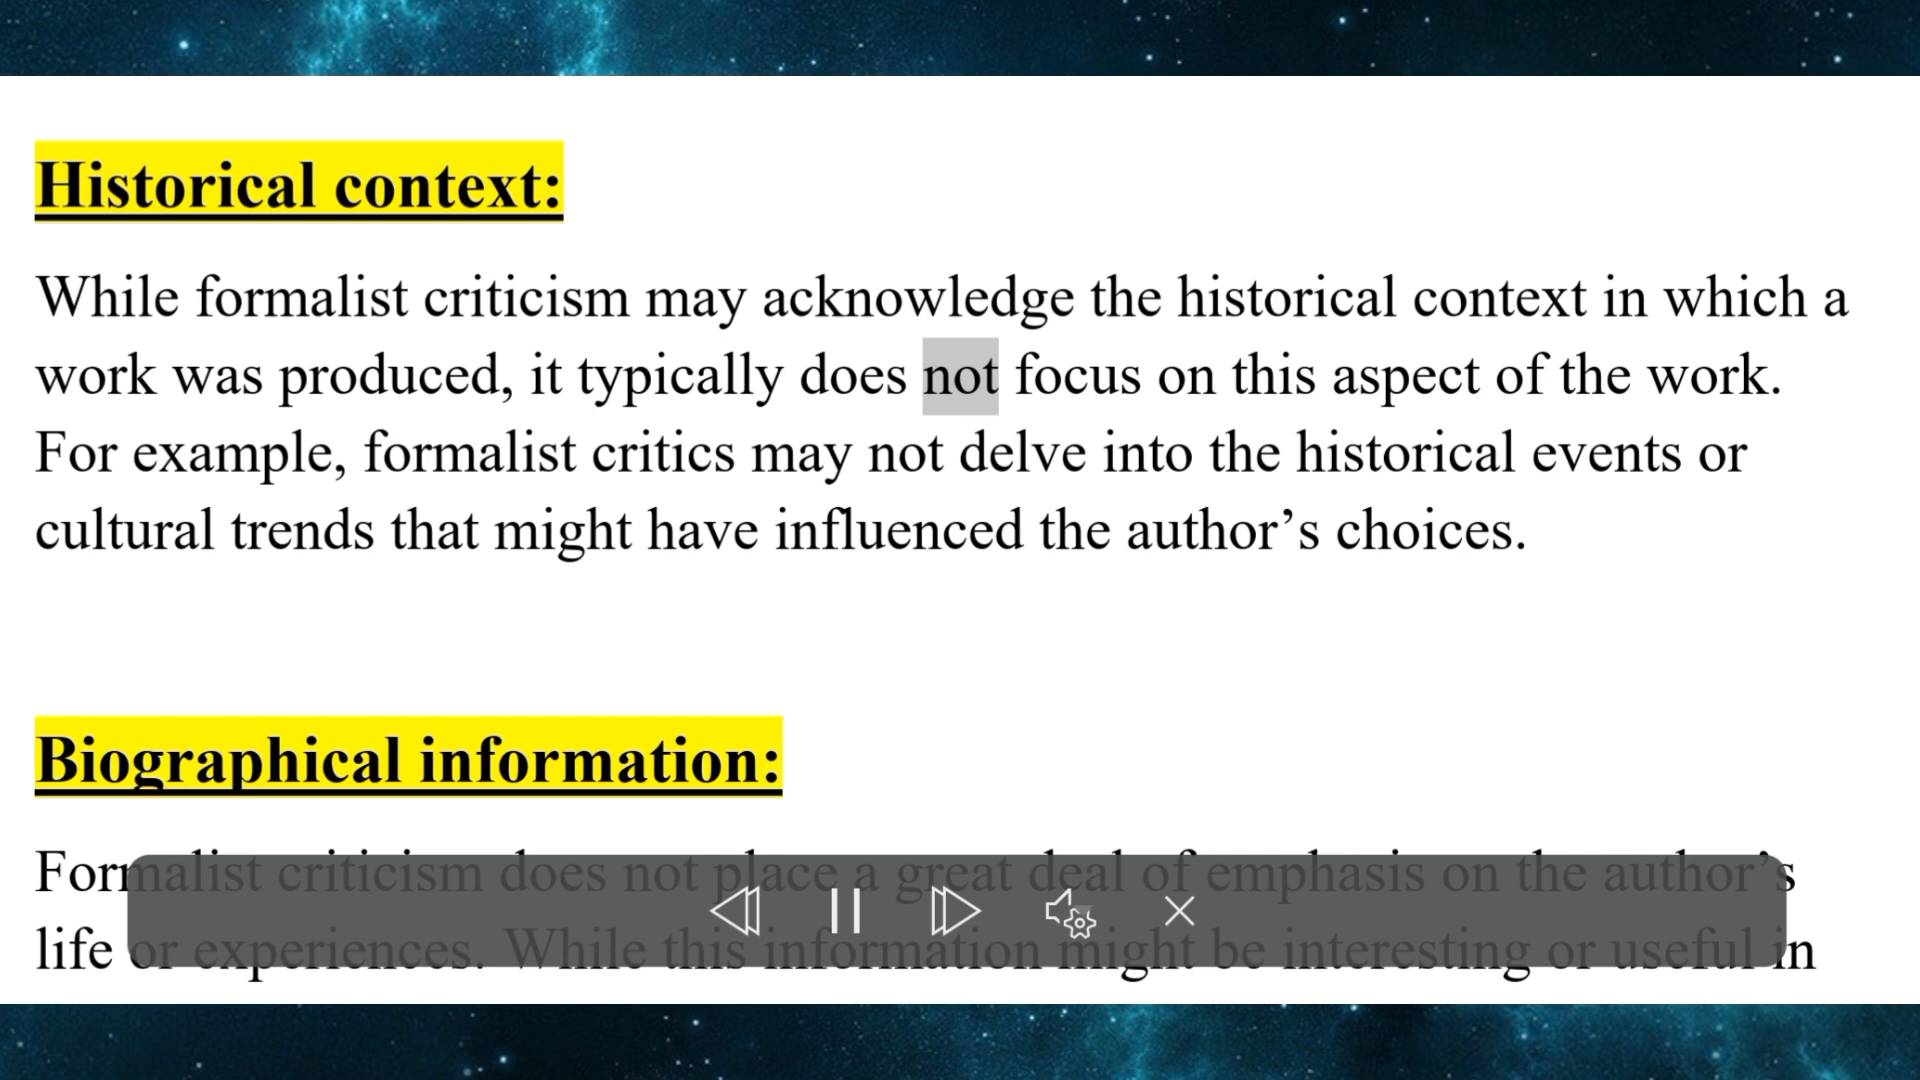 Historical context:
While formalist criticism may acknowledge the historical context in which a
work was produced, it typically does not focus on this aspect of the work.
For example, formalist critics may not delve into the historical events or
cultural trends that might have influenced the author’s choices.
Biographical information:
Formalist criticism does not place a great deal of emphasis on the author’s
life or experiences. While this information might be interesting or useful in